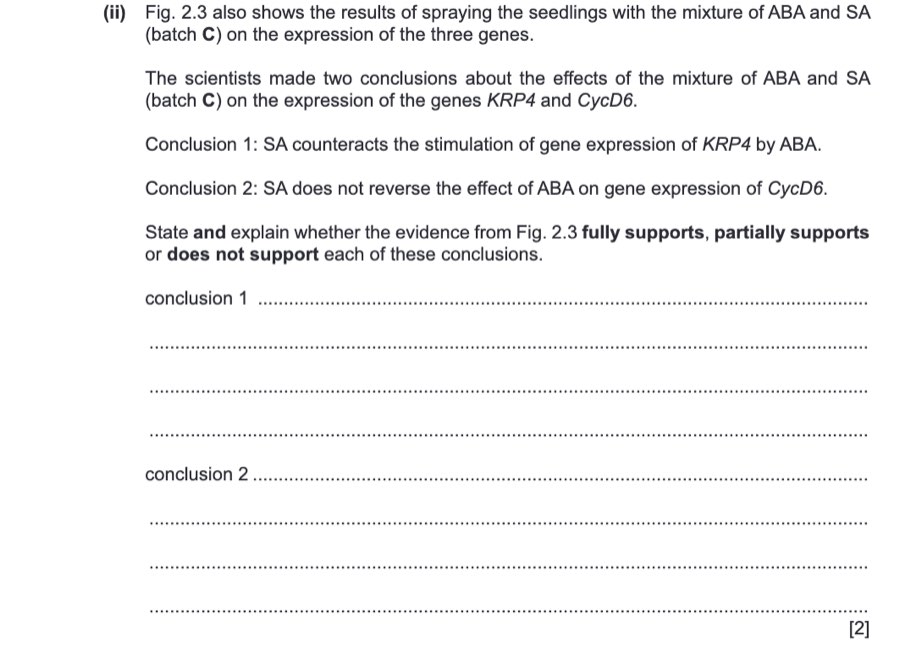 (ii) Fig. 2.3 also shows the results of spraying the seedlings with the mixture of ABA and SA
(batch C) on the expression of the three genes.
The scientists made two conclusions about the effects of the mixture of ABA and SA
(batch C) on the expression of the genes KRP4 and CycD6.
Conclusion 1: SA counteracts the stimulation of gene expression of KRP4 by ABA.
Conclusion 2: SA does not reverse the effect of ABA on gene expression of CycD6.
State and explain whether the evidence from Fig. 2.3 fully supports, partially supports
or does not support each of these conclusions.
conclusion 1
conclusion 2
[2]